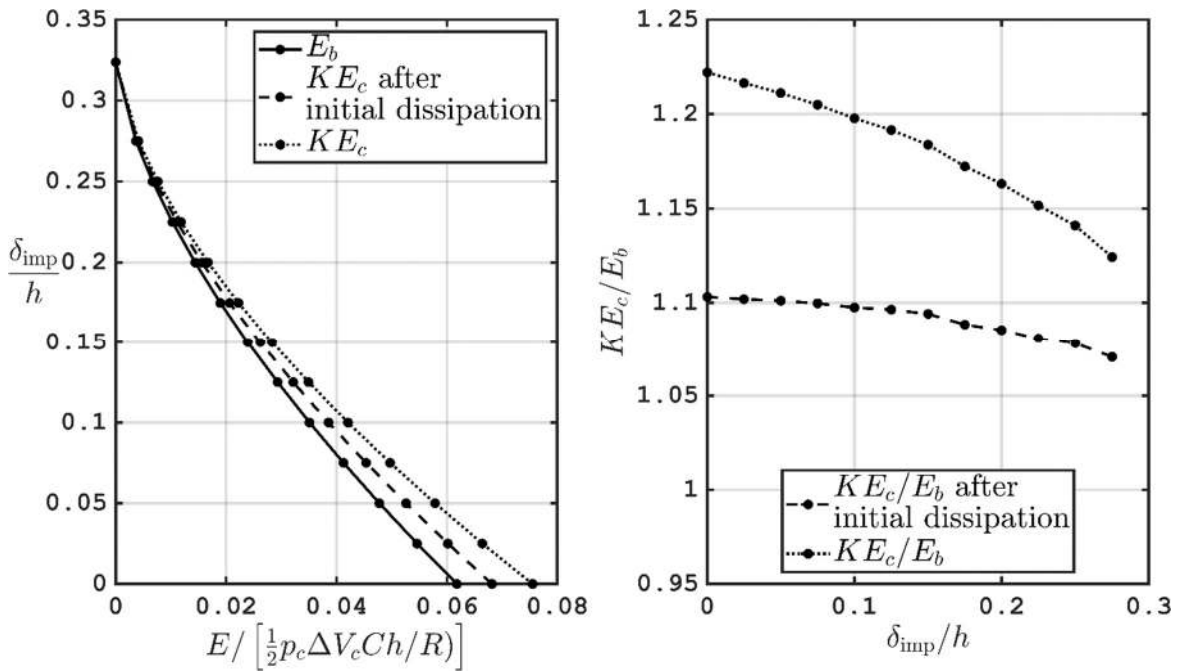 0.35
0.3
0.25
0.2
0.15
0.1
0.05
0
δ_imp/h
E_b
KE_c after
initial dissipation
KE_c
0 0.02 0.04 0.06 0.08
E/[½p_cΔV_cCh/R)]
1.25
1.2
1.15
1.1
1.05
1
0.95
KE_c/E_b
KE_c/E_b after
initial dissipation
KE_c/E_b
0 0.1 0.2 0.3
δ_imp/h